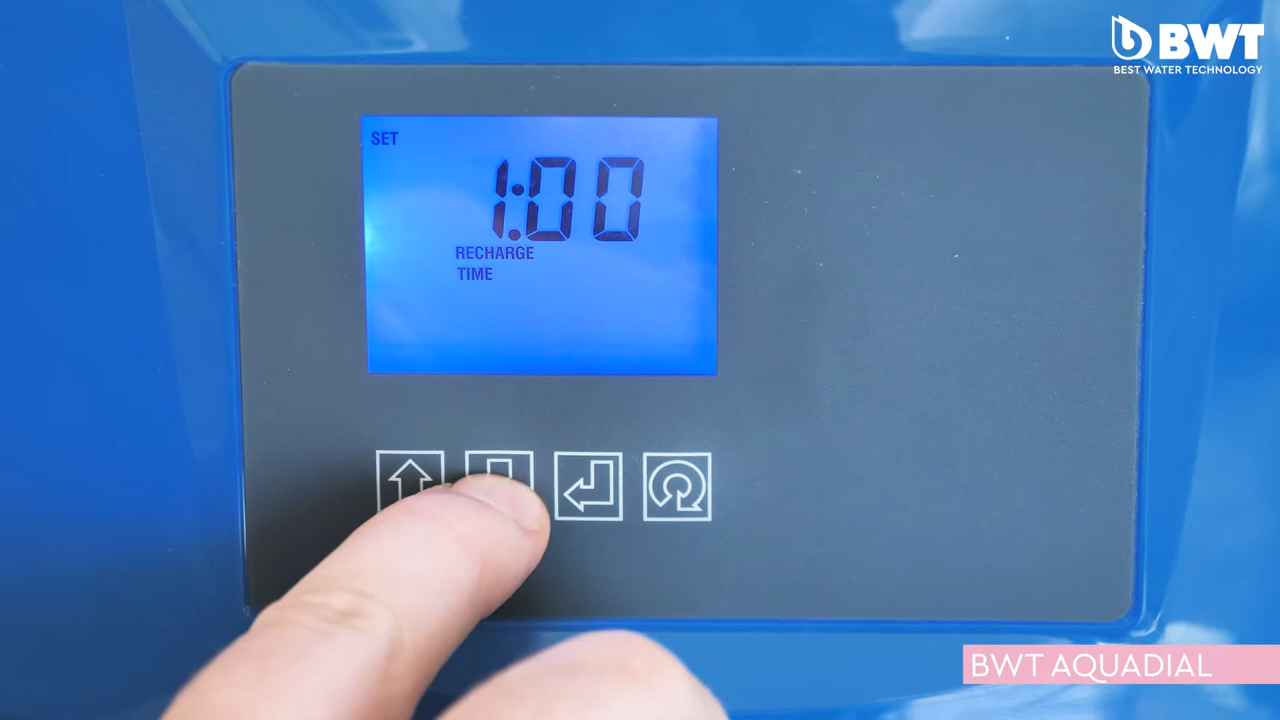 BWT
BEST WATER TECHNOLOGY
SET
1:00
RECHARGE
TIME
BWT AQUADIAL